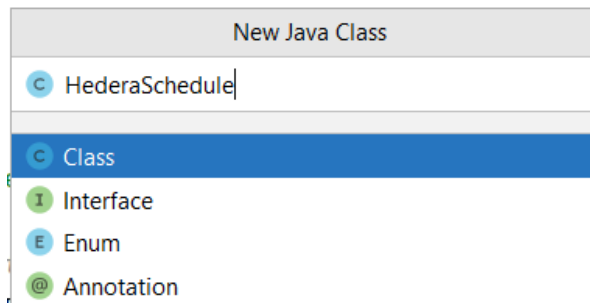 New Java Class
C HederaSchedule
C Class
I Interface
E Enum
@ Annotation